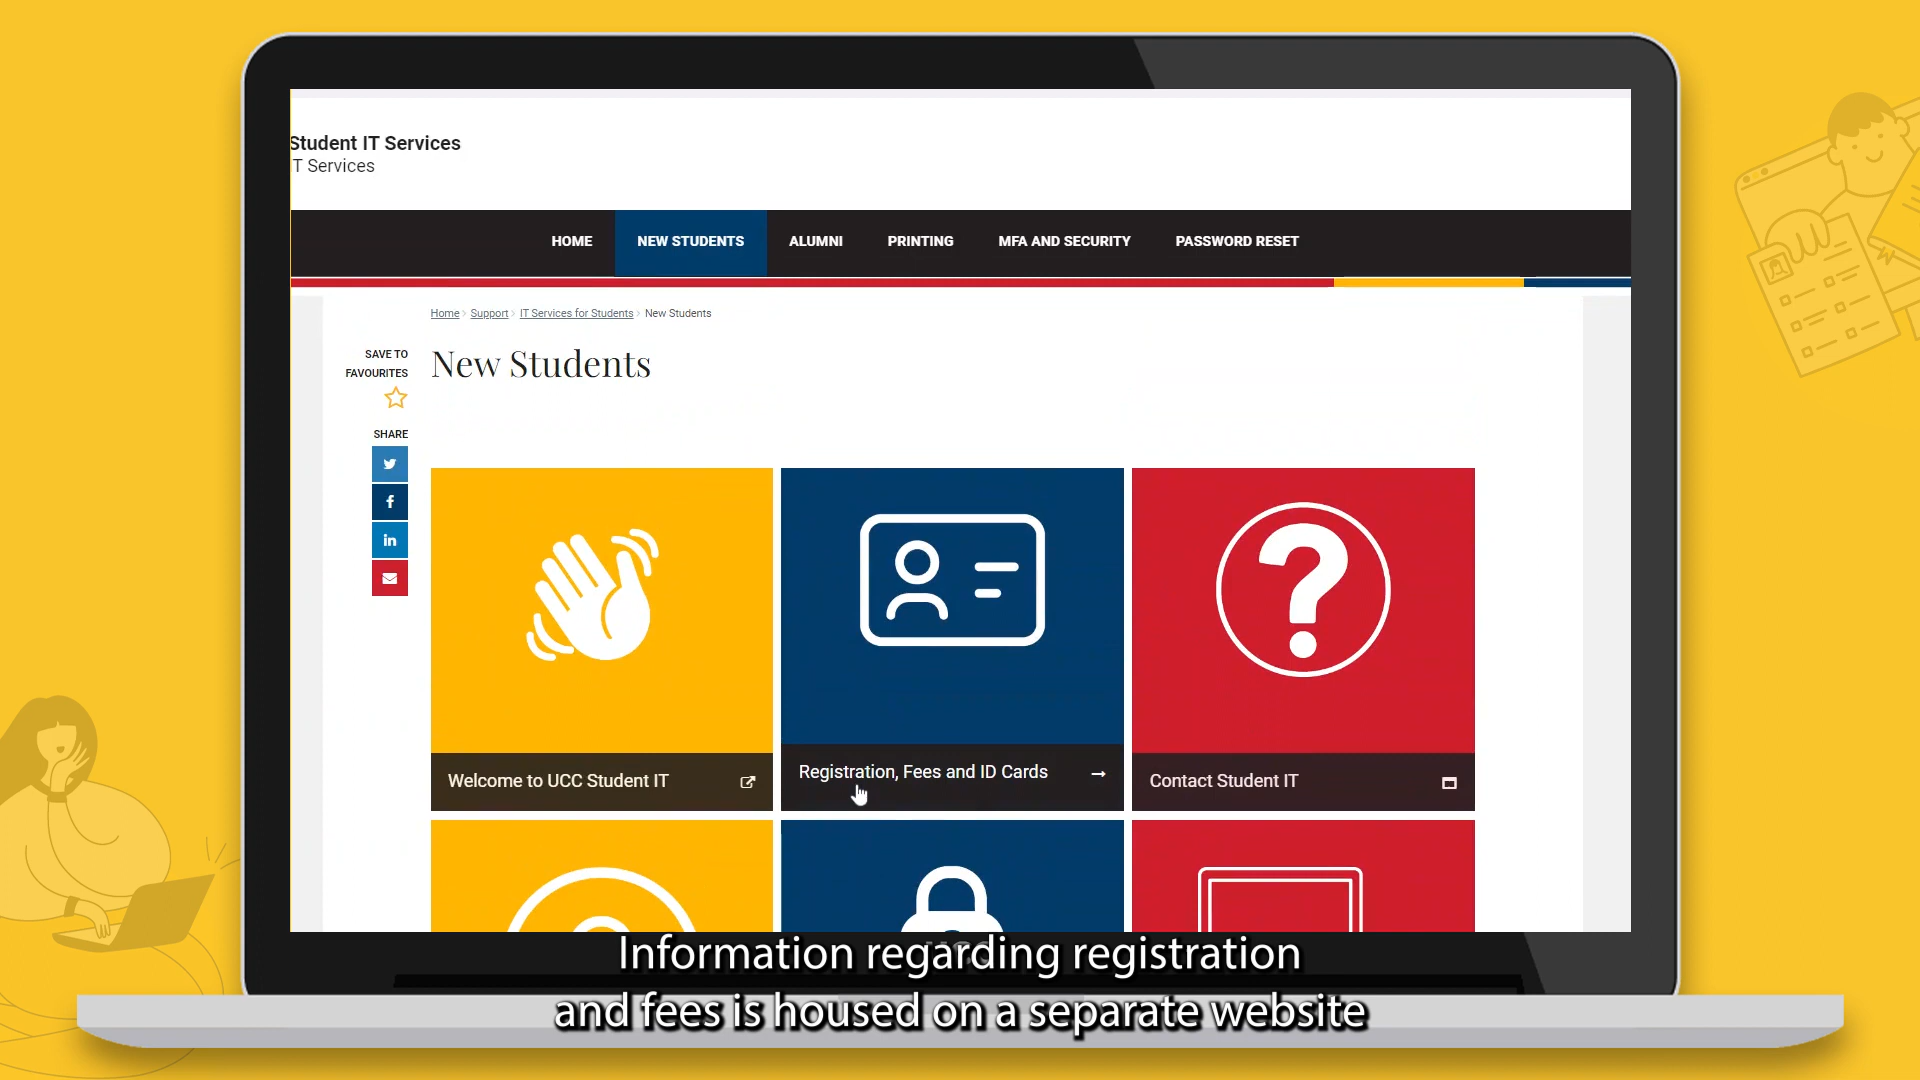 Student IT Services
IT Services
HOME NEW STUDENTS ALUMNI PRINTING MFA AND SECURITY PASSWORD RESET
Home > Support > IT Services for Students > New Students
SAVE TO
FAVOURITES
New Students
SHARE
Welcome to UCC Student IT
Registration, Fees and ID Cards
Contact Student IT
Information regarding registration
and fees is housed on a separate website